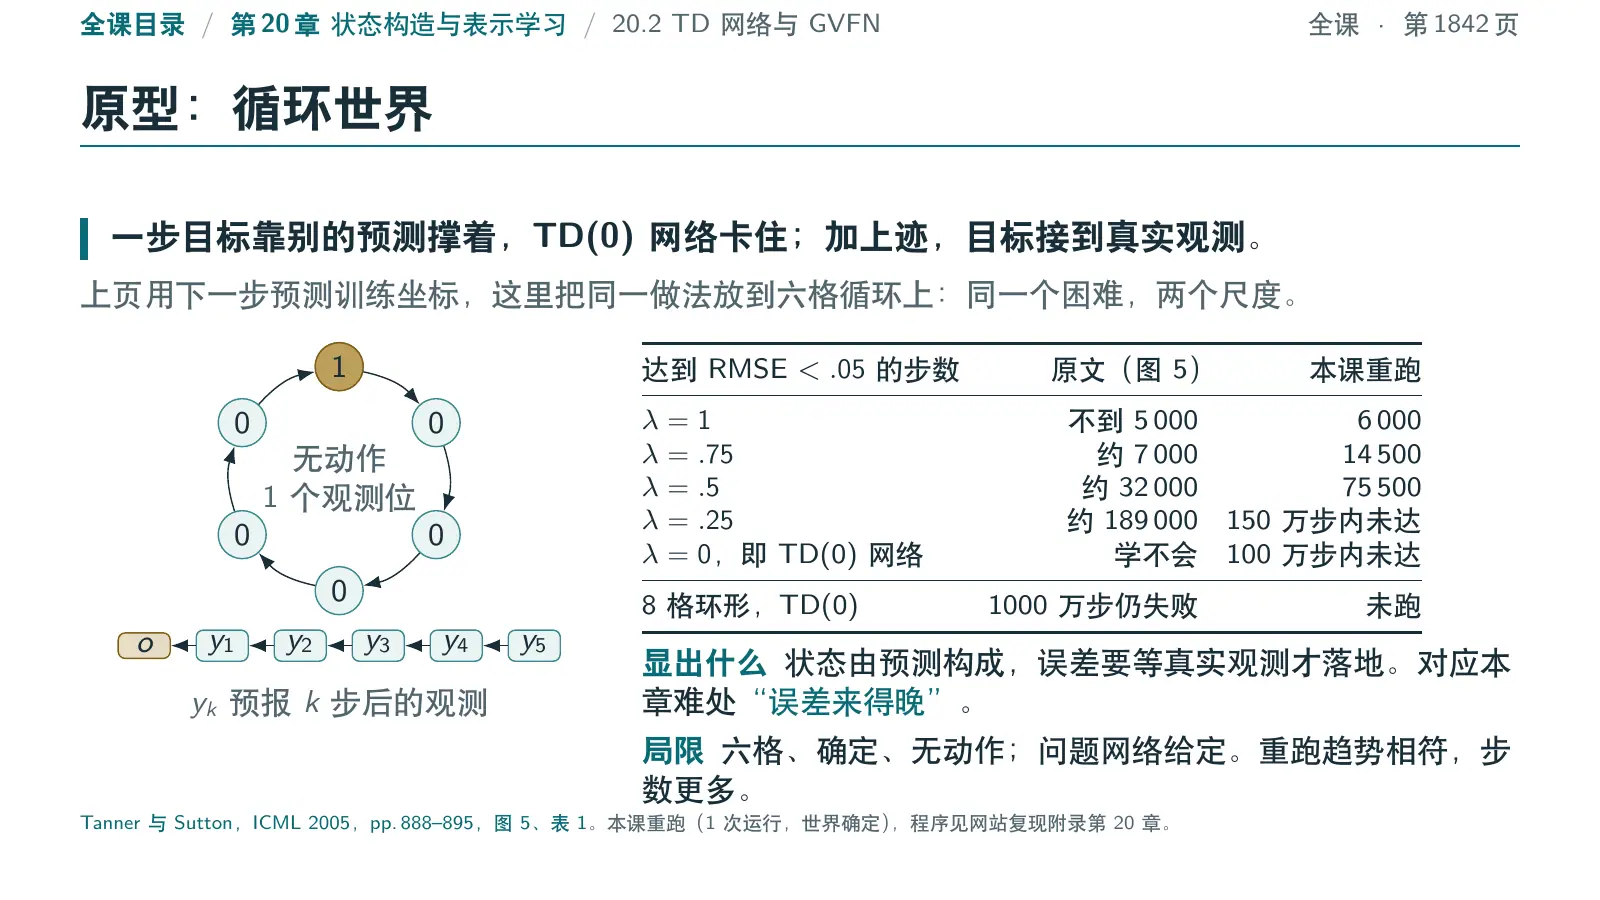 全课目录 / 第20章 状态构造与表示学习 / 20.2 TD 网络与 GVFN
全课 · 第1842页
原型：循环世界
一步目标靠别的预测撑着，TD(0) 网络卡住；加上迹，目标接到真实观测。
上页用下一步预测训练坐标，这里把同一做法放到六格循环上：同一个困难，两个尺度。
1
0 0
无动作
1 个观测位
0 0
0
o y1 y2 y3 y4 y5
yk 预报 k 步后的观测
达到 RMSE < .05 的步数 原文（图 5） 本课重跑
λ = 1 不到 5 000 6 000
λ = .75 约 7 000 14 500
λ = .5 约 32 000 75 500
λ = .25 约 189 000 150 万步内未达
λ = 0，即 TD(0) 网络 学不会 100 万步内未达
8 格环形，TD(0) 1000 万步仍失败 未跑
显出什么 状态由预测构成，误差要等真实观测才落地。对应本
章难处“误差来得晚”。
局限 六格、确定、无动作；问题网络给定。重跑趋势相符，步
数更多。
Tanner 与 Sutton，ICML 2005，pp. 888–895，图 5、表 1。本课重跑（1 次运行，世界确定），程序见网站复现附录第 20 章。